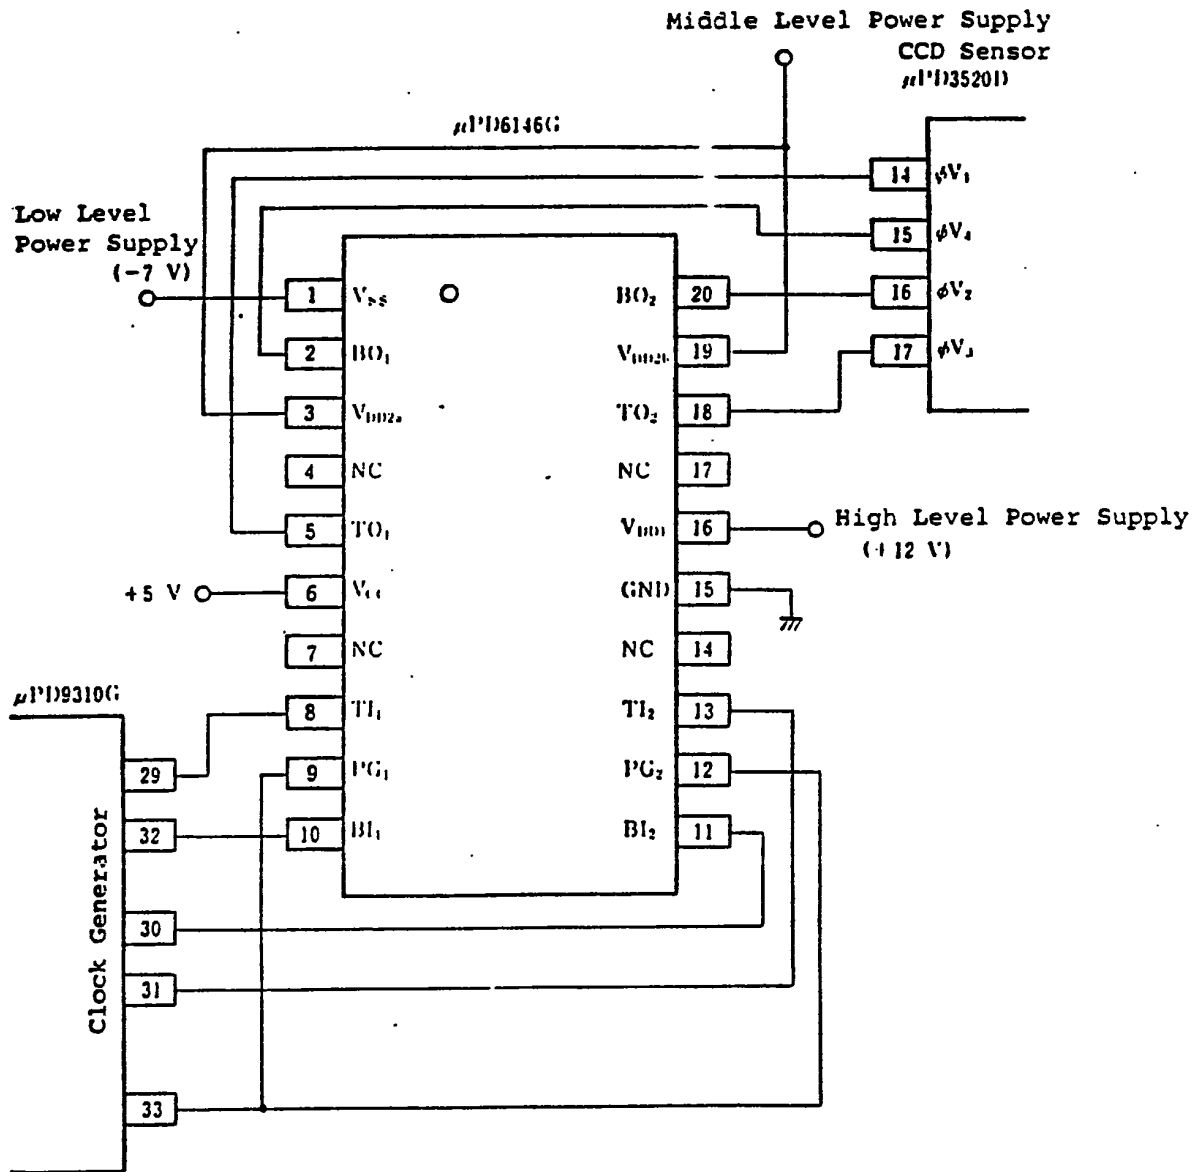 Middle Level Power Supply
CCD Sensor
μPD3520D
μPD6146G
Low Level
Power Supply
(-7 V)
14 φV₁
15 φV₄
16 φV₂
17 φV₃
1 VSS
2 BO₁
3 VDD2a
4 NC
5 TO₁
6 VCC
7 NC
8 TI₁
9 PG₁
10 BI₁
BO₂ 20
VDD2b 19
TO₂ 18
NC 17
VDD1 16
GND 15
NC 14
TI₂ 13
PG₂ 12
BI₂ 11
High Level Power Supply
(+12 V)
+5 V
μPD9310G
Clock Generator
29
32
30
31
33